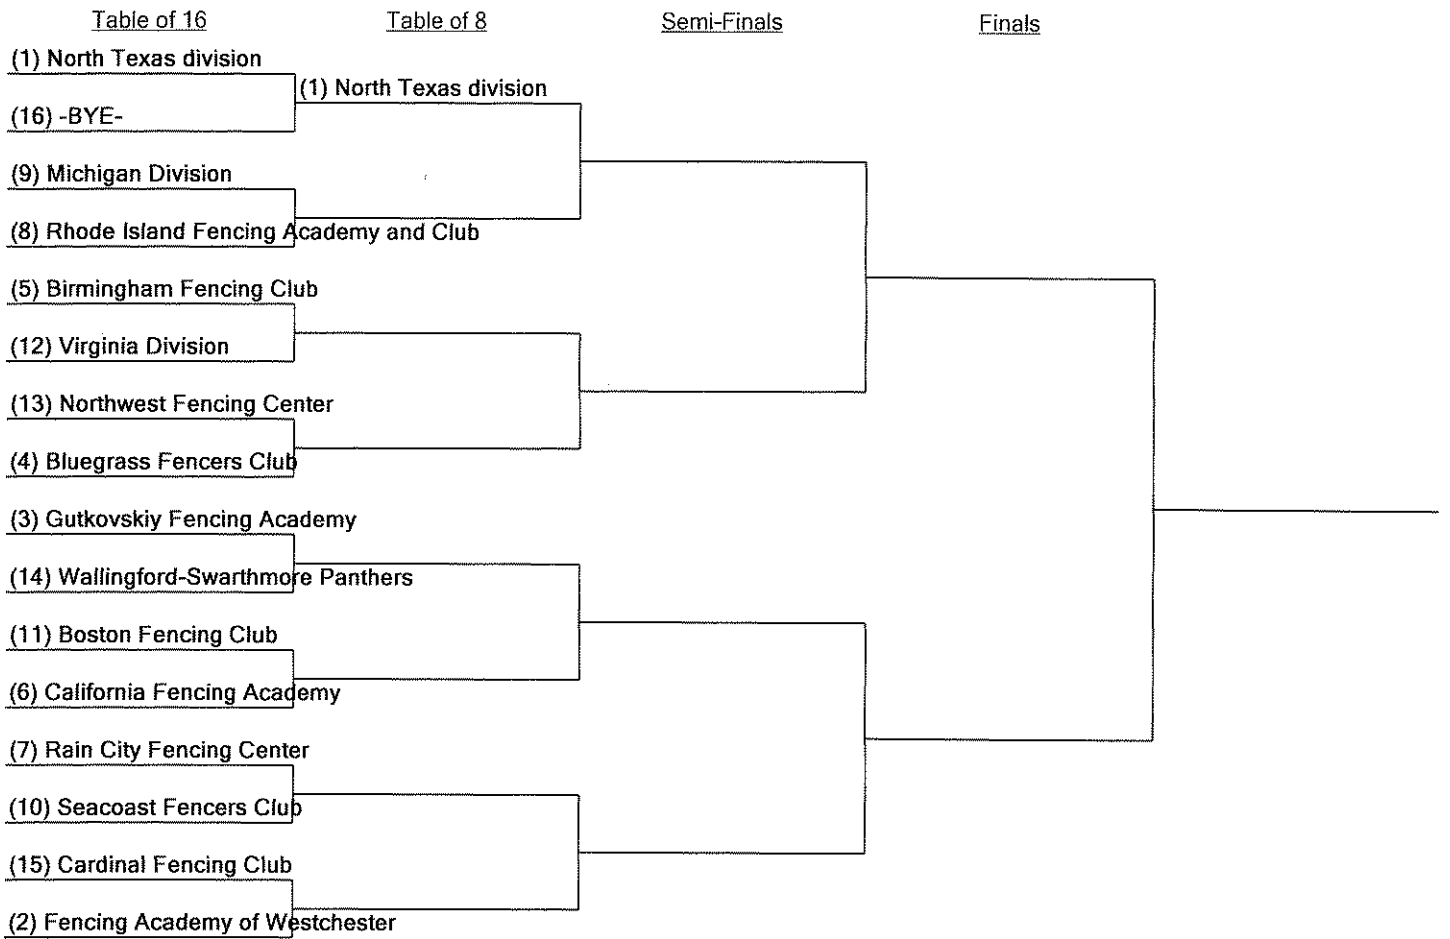 Table of 16 Table of 8 Semi-Finals Finals
(1) North Texas division
(1) North Texas division
(16) -BYE-
(9) Michigan Division
(8) Rhode Island Fencing Academy and Club
(5) Birmingham Fencing Club
(12) Virginia Division
(13) Northwest Fencing Center
(4) Bluegrass Fencers Club
(3) Gutkovskiy Fencing Academy
(14) Wallingford-Swarthmore Panthers
(11) Boston Fencing Club
(6) California Fencing Academy
(7) Rain City Fencing Center
(10) Seacoast Fencers Club
(15) Cardinal Fencing Club
(2) Fencing Academy of Westchester